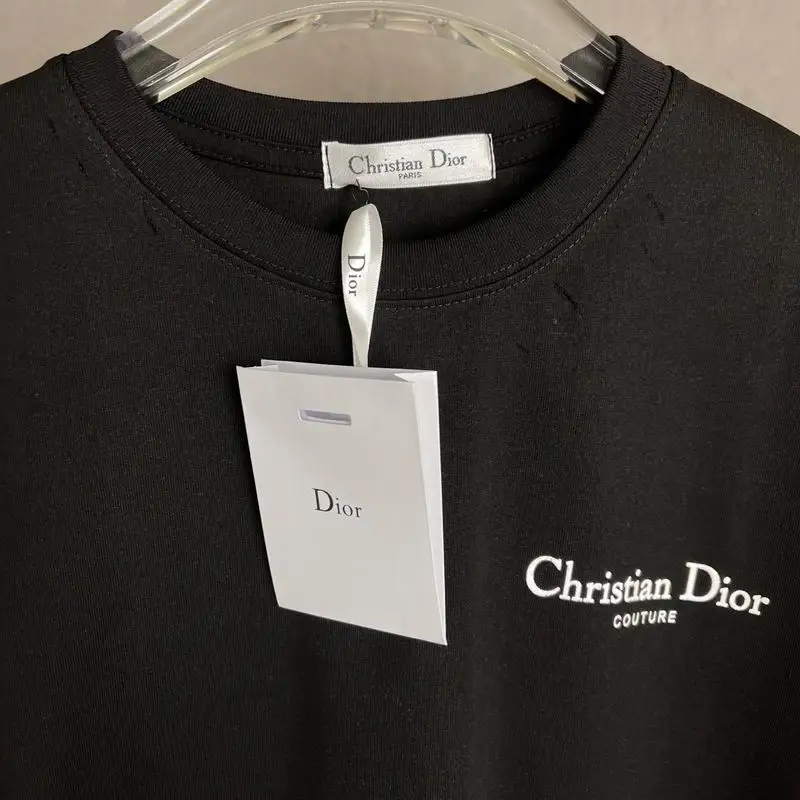 Christian Dior
PARIS
Dior
Dior
Christian Dior
COUTURE